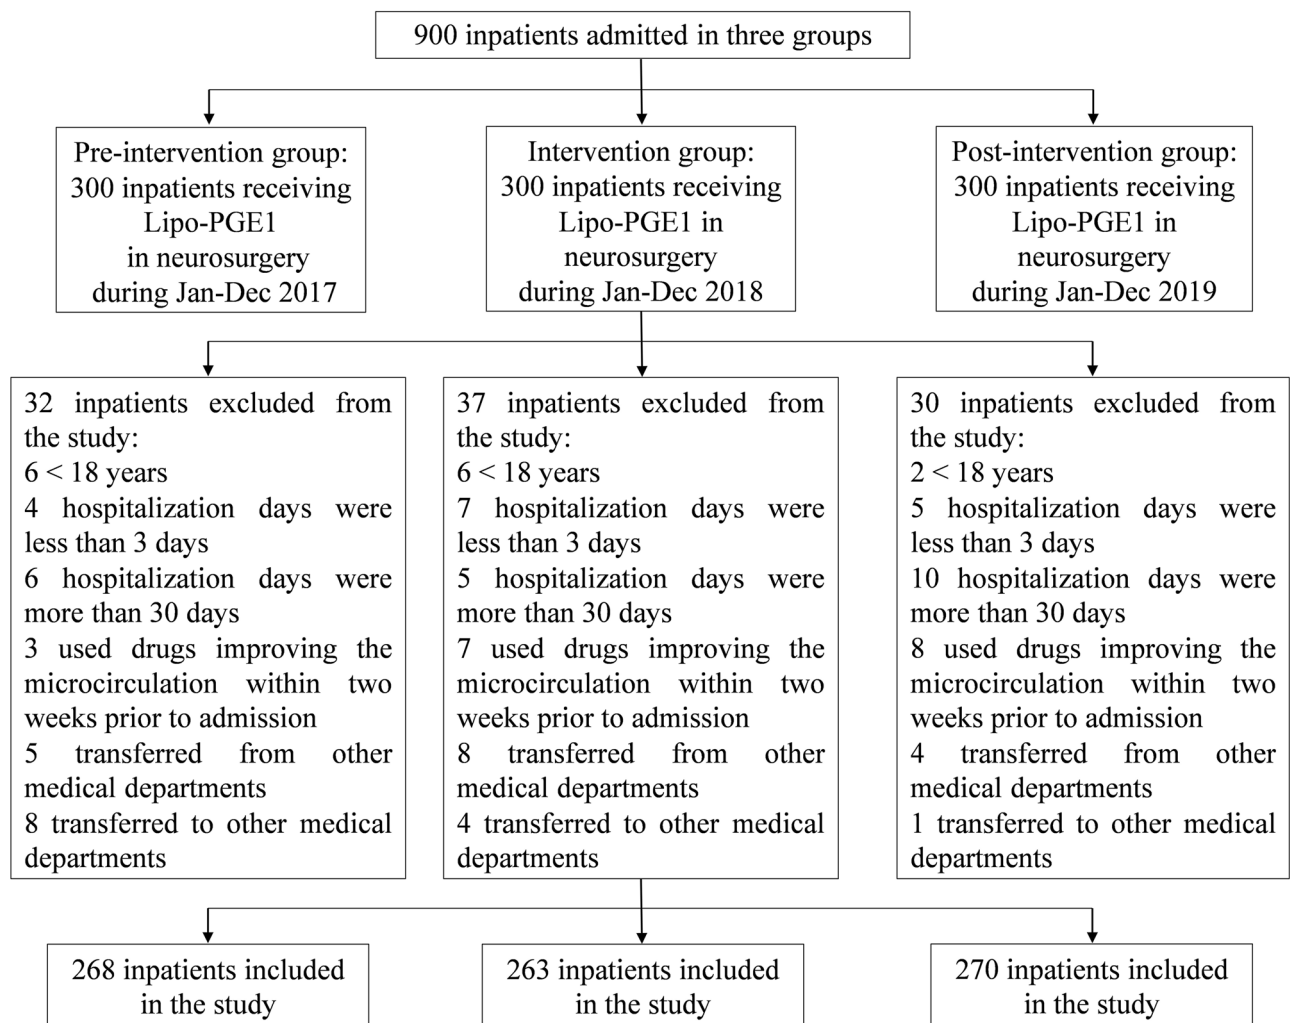 900 inpatients admitted in three groups
Pre-intervention group:
300 inpatients receiving
Lipo-PGE1
in neurosurgery
during Jan-Dec 2017
Intervention group:
300 inpatients receiving
Lipo-PGE1 in
neurosurgery
during Jan-Dec 2018
Post-intervention group:
300 inpatients receiving
Lipo-PGE1 in
neurosurgery
during Jan-Dec 2019
32 inpatients excluded from
the study:
6 < 18 years
4 hospitalization days were
less than 3 days
6 hospitalization days were
more than 30 days
3 used drugs improving the
microcirculation within two
weeks prior to admission
5 transferred from other
medical departments
8 transferred to other medical
departments
37 inpatients excluded from
the study:
6 < 18 years
7 hospitalization days were
less than 3 days
5 hospitalization days were
more than 30 days
7 used drugs improving the
microcirculation within two
weeks prior to admission
8 transferred from other
medical departments
4 transferred to other medical
departments
30 inpatients excluded from
the study:
2 < 18 years
5 hospitalization days were
less than 3 days
10 hospitalization days were
more than 30 days
8 used drugs improving the
microcirculation within two
weeks prior to admission
4 transferred from other
medical departments
1 transferred to other medical
departments
268 inpatients included
in the study
263 inpatients included
in the study
270 inpatients included
in the study